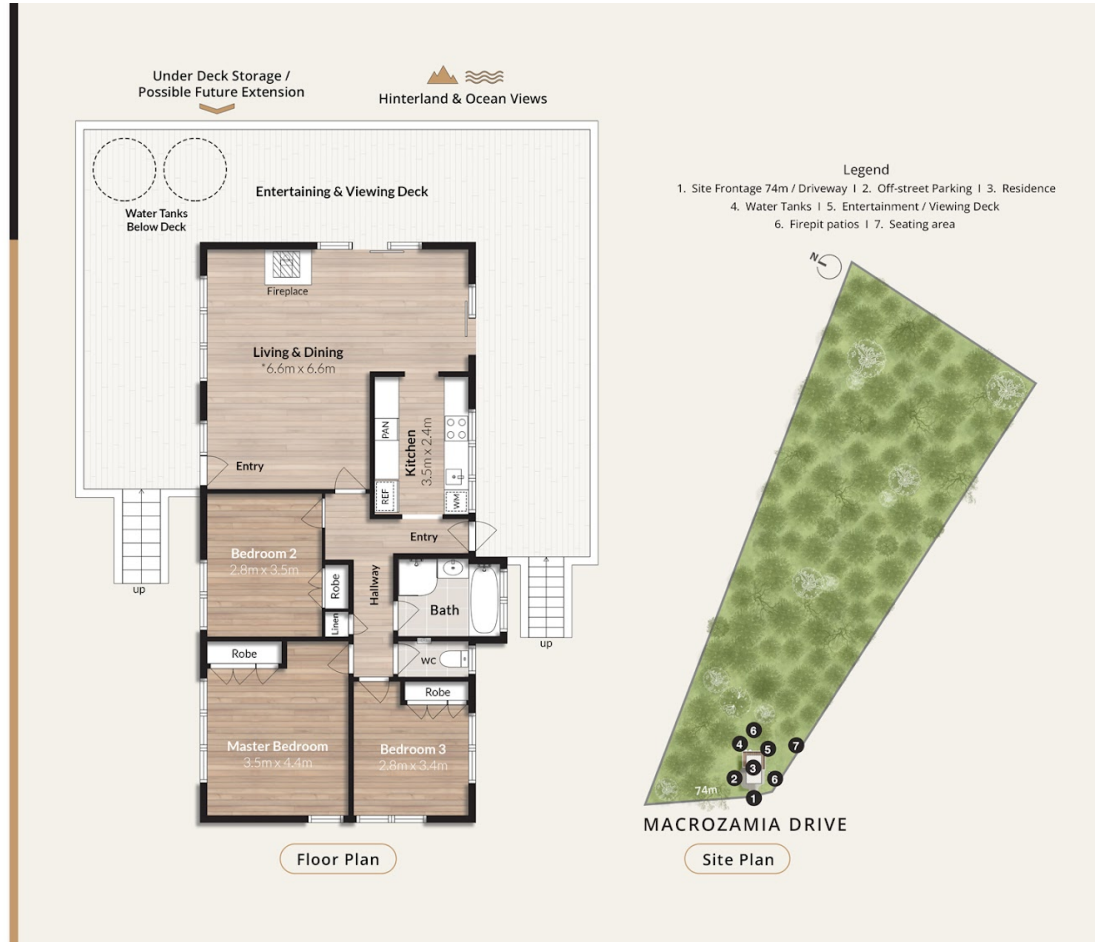 Under Deck Storage /
Possible Future Extension
Hinterland & Ocean Views
Entertaining & Viewing Deck
Water Tanks
Below Deck
Fireplace
Living & Dining
*6.6m x 6.6m
PAN
Kitchen
3.5m x 2.4m
REF
WM
Entry
Entry
Bedroom 2
2.8m x 3.5m
Robe
Linen
Hallway
Bath
up
up
WC
Robe
Robe
Master Bedroom
3.5m x 4.4m
Bedroom 3
2.8m x 3.4m
Floor Plan
Legend
1. Site Frontage 74m / Driveway I 2. Off-street Parking I 3. Residence
4. Water Tanks I 5. Entertainment / Viewing Deck
6. Firepit patios I 7. Seating area
N
6
4
5
7
3
2
6
74m
1
MACROZAMIA DRIVE
Site Plan